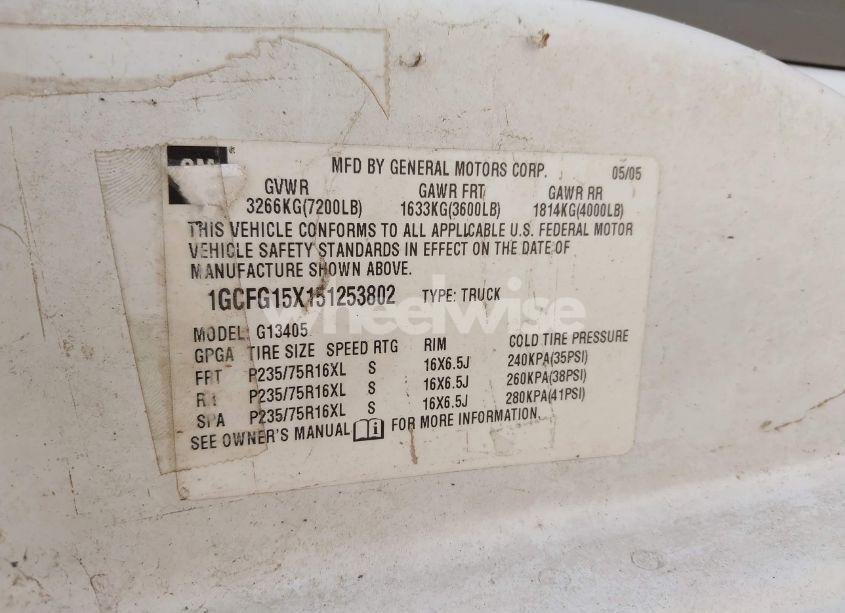 GM
MFD BY GENERAL MOTORS CORP. 05/05
GVWR GAWR FRT GAWR RR
3266KG(7200LB) 1633KG(3600LB) 1814KG(4000LB)
THIS VEHICLE CONFORMS TO ALL APPLICABLE U.S. FEDERAL MOTOR
VEHICLE SAFETY STANDARDS IN EFFECT ON THE DATE OF
MANUFACTURE SHOWN ABOVE.
1GCFG15X151253802 TYPE: TRUCK
wheelwise
MODEL: G13405
GPGA TIRE SIZE SPEED RTG RIM COLD TIRE PRESSURE
FRT P235/75R16XL S 16X6.5J 240KPA(35PSI)
P235/75R16XL S 16X6.5J 260KPA(38PSI)
SPA P235/75R16XL S 16X6.5J 280KPA(41PSI)
SEE OWNER'S MANUAL FOR MORE INFORMATION.